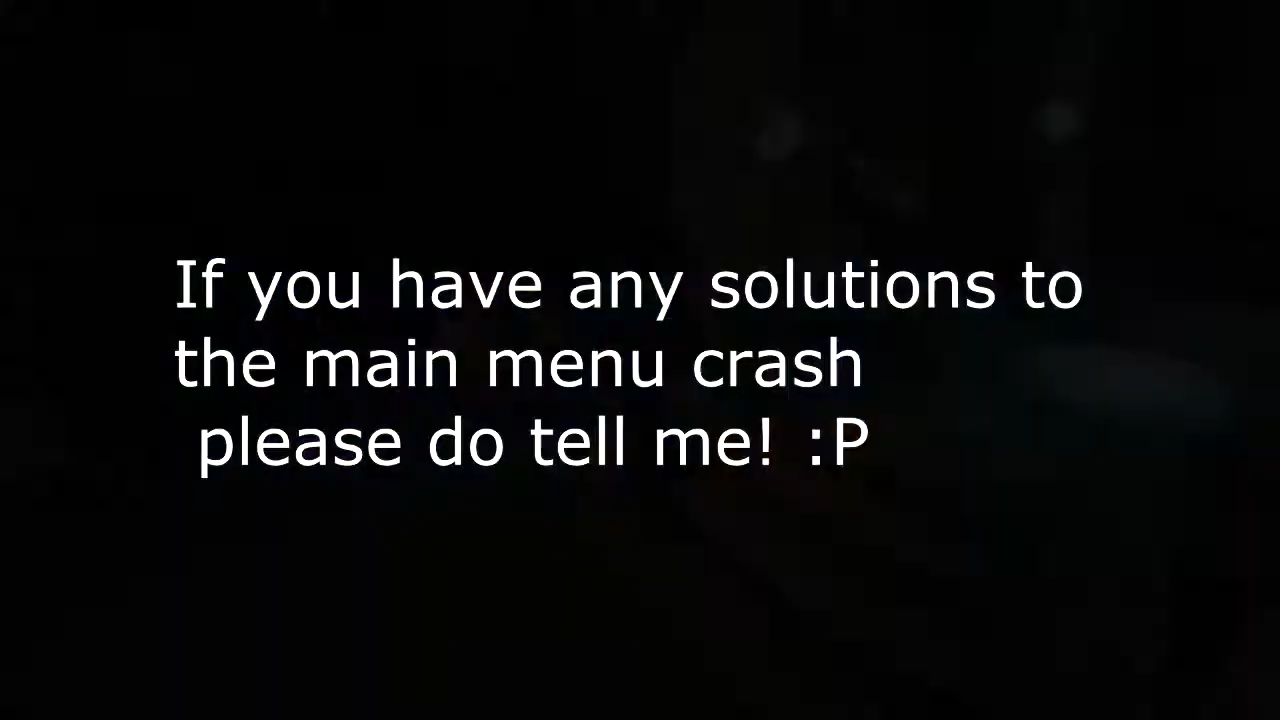 If you have any solutions to
the main menu crash
please do tell me! :P